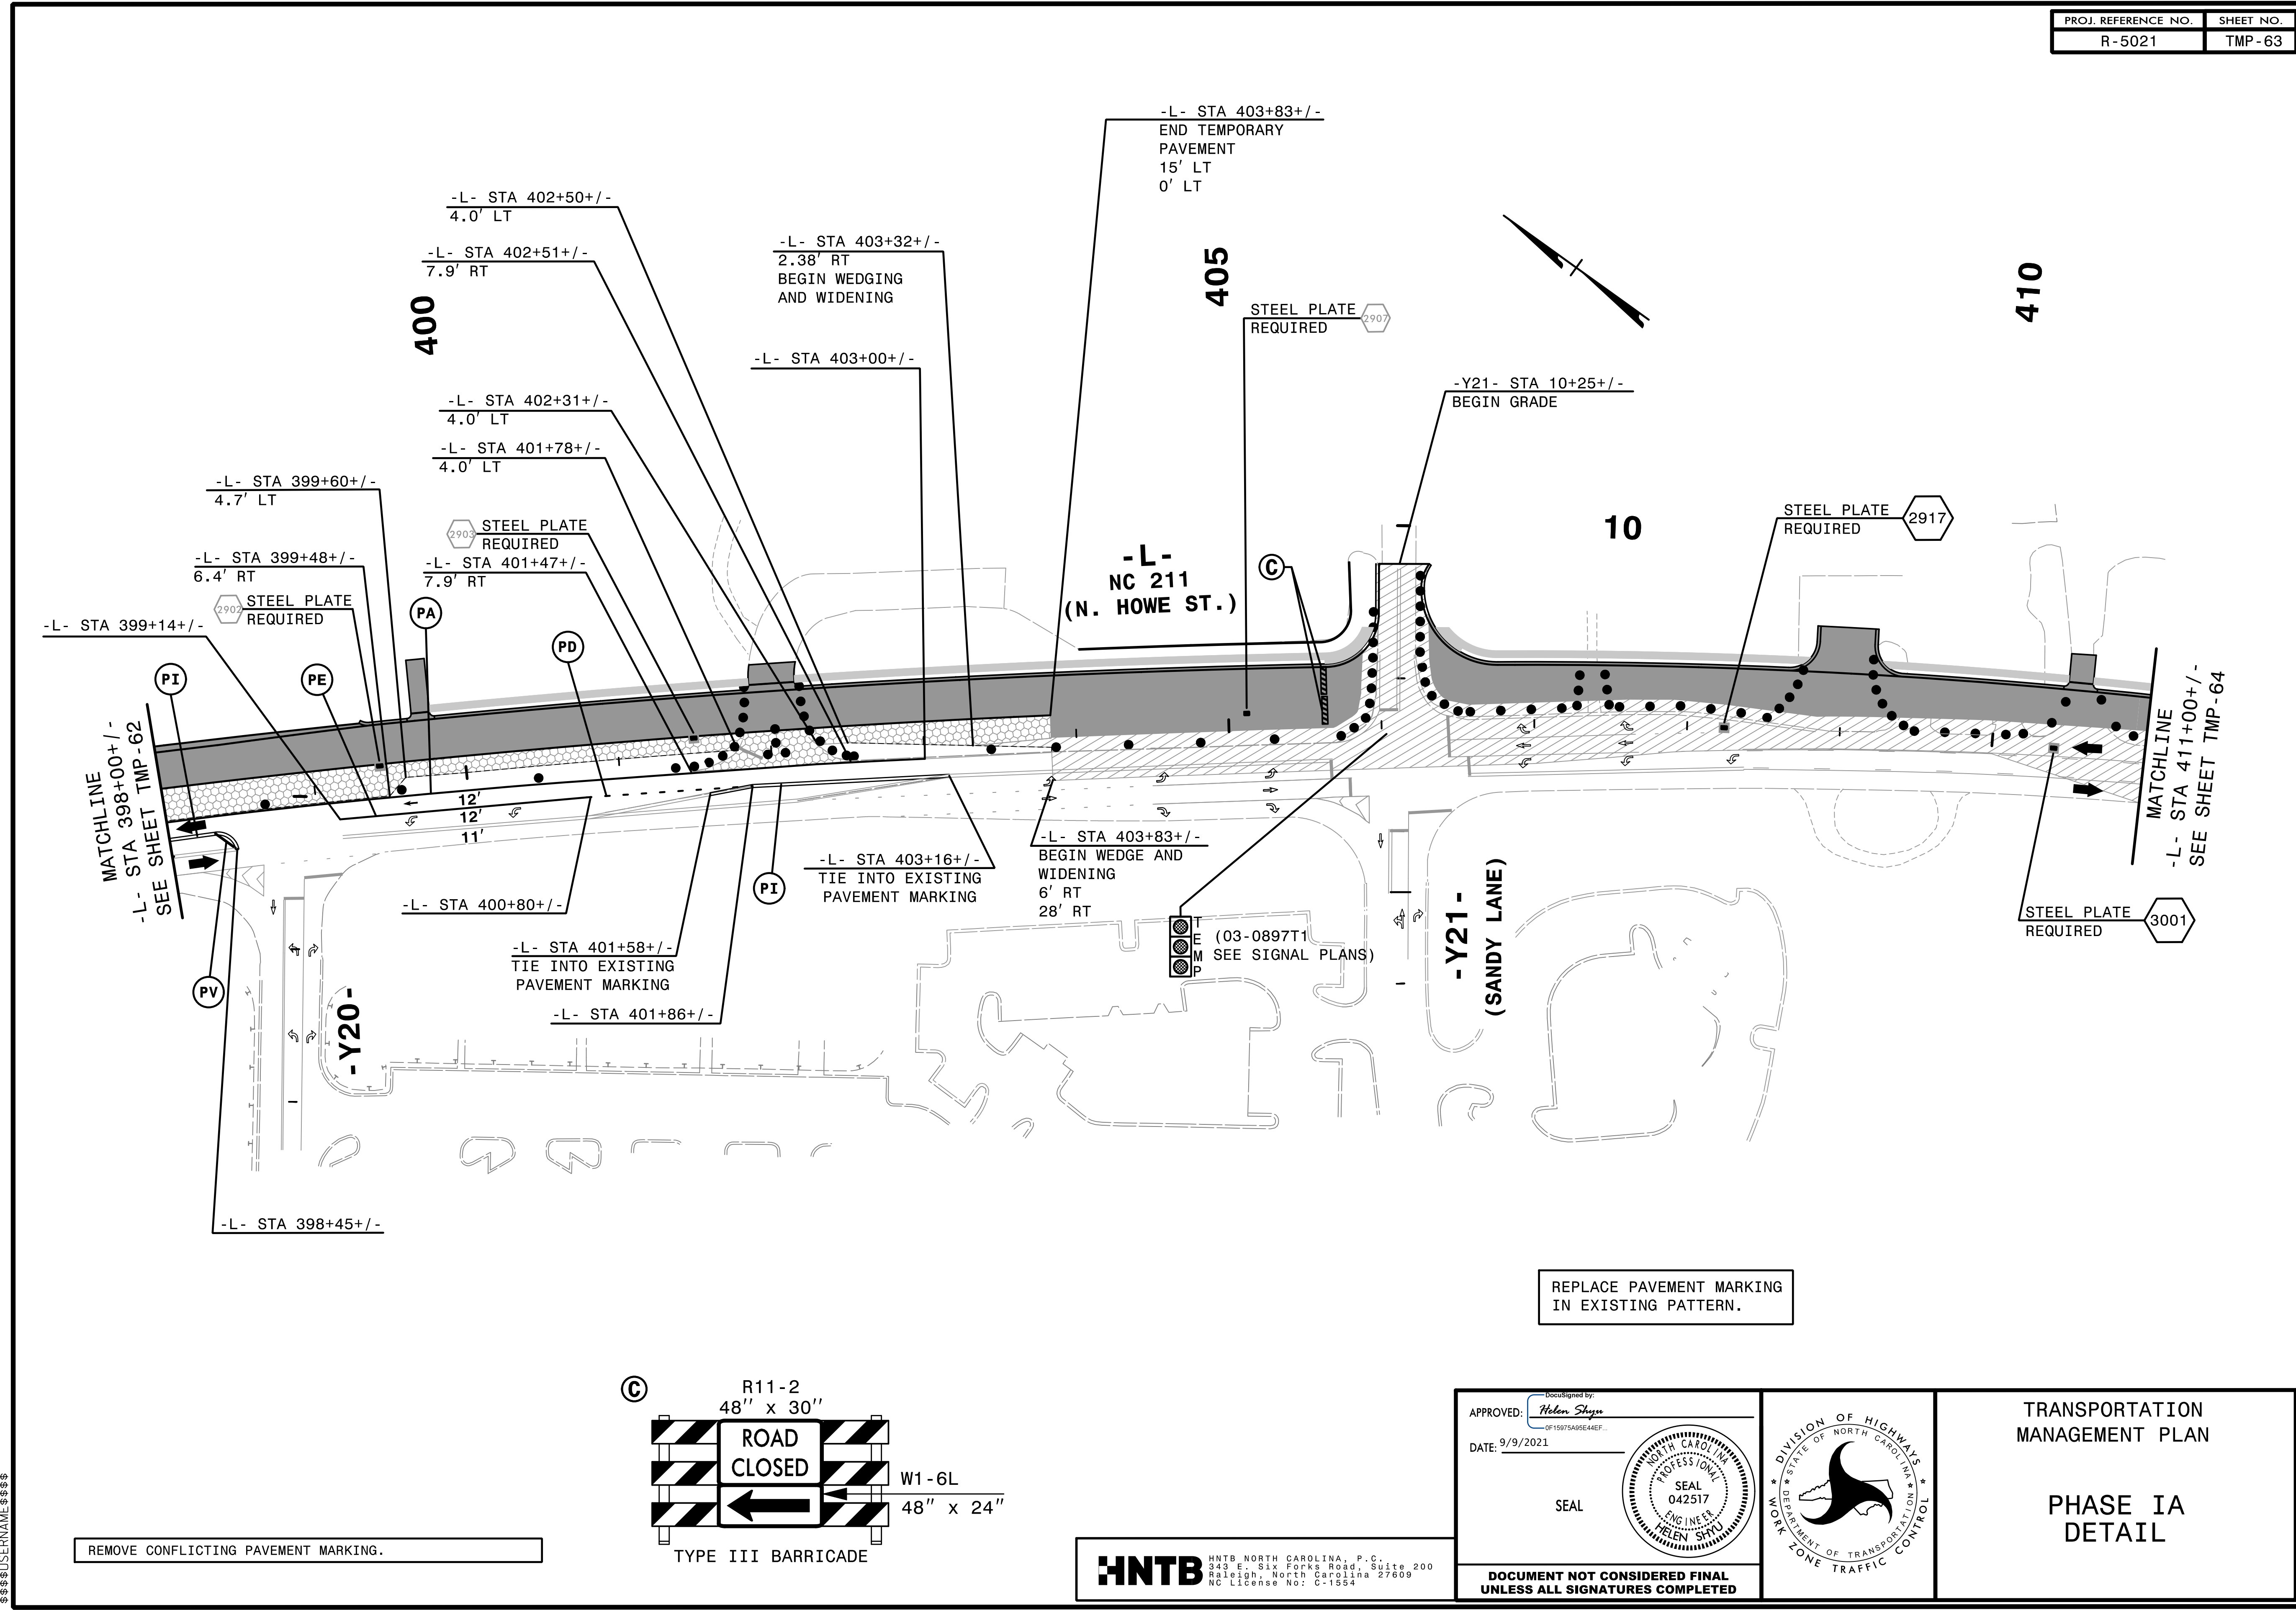 PROJ. REFERENCE NO.
SHEET NO.
R-5021
TMP-63
-L- STA 403+83+/-
END TEMPORARY
PAVEMENT
15' LT
0' LT
-L- STA 402+50+/-
4.0' LT
-L- STA 402+51+/-
7.9' RT
-L- STA 403+32+/-
2.38' RT
BEGIN WEDGING
AND WIDENING
400
405
410
STEEL PLATE
REQUIRED
2907
-L- STA 403+00+/-
-Y21- STA 10+25+/-
BEGIN GRADE
-L- STA 402+31+/-
4.0' LT
-L- STA 401+78+/-
4.0' LT
-L- STA 399+60+/-
4.7' LT
2903
STEEL PLATE
REQUIRED
10
STEEL PLATE
REQUIRED
2917
-L- STA 399+48+/-
6.4' RT
-L- STA 401+47+/-
7.9' RT
-L-
NC 211
(N. HOWE ST.)
C
2902
STEEL PLATE
REQUIRED
PA
-L- STA 399+14+/-
PD
PI
PE
MATCHLINE
-L- STA 398+00+/-
SEE SHEET TMP-62
MATCHLINE
-L- STA 411+00+/-
SEE SHEET TMP-64
12'
12'
11'
-L- STA 403+83+/-
BEGIN WEDGE AND
WIDENING
6' RT
28' RT
-L- STA 403+16+/-
TIE INTO EXISTING
PAVEMENT MARKING
PI
-L- STA 400+80+/-
-L- STA 401+58+/-
TIE INTO EXISTING
PAVEMENT MARKING
-L- STA 401+86+/-
TEMP
(03-0897T1
SEE SIGNAL PLANS)
-Y21-
(SANDY LANE)
STEEL PLATE
REQUIRED
3001
PV
-Y20-
-L- STA 398+45+/-
REPLACE PAVEMENT MARKING
IN EXISTING PATTERN.
C
R11-2
48'' x 30''
ROAD
CLOSED
W1-6L
48" x 24"
TYPE III BARRICADE
REMOVE CONFLICTING PAVEMENT MARKING.
$$$$USERNAME$$$$
HNTB
HNTB NORTH CAROLINA, P.C.
343 E. Six Forks Road, Suite 200
Raleigh, North Carolina 27609
NC License No: C-1554
DocuSigned by:
APPROVED: Helen Shyu
0F15975A95E44EF...
DATE: 9/9/2021
SEAL
NORTH CAROLINA
PROFESSIONAL
SEAL
042517
ENGINEER
HELEN SHYU
DOCUMENT NOT CONSIDERED FINAL
UNLESS ALL SIGNATURES COMPLETED
DIVISION OF HIGHWAYS
STATE OF NORTH CAROLINA
DEPARTMENT OF TRANSPORTATION
WORK ZONE TRAFFIC CONTROL
TRANSPORTATION
MANAGEMENT PLAN
PHASE IA
DETAIL